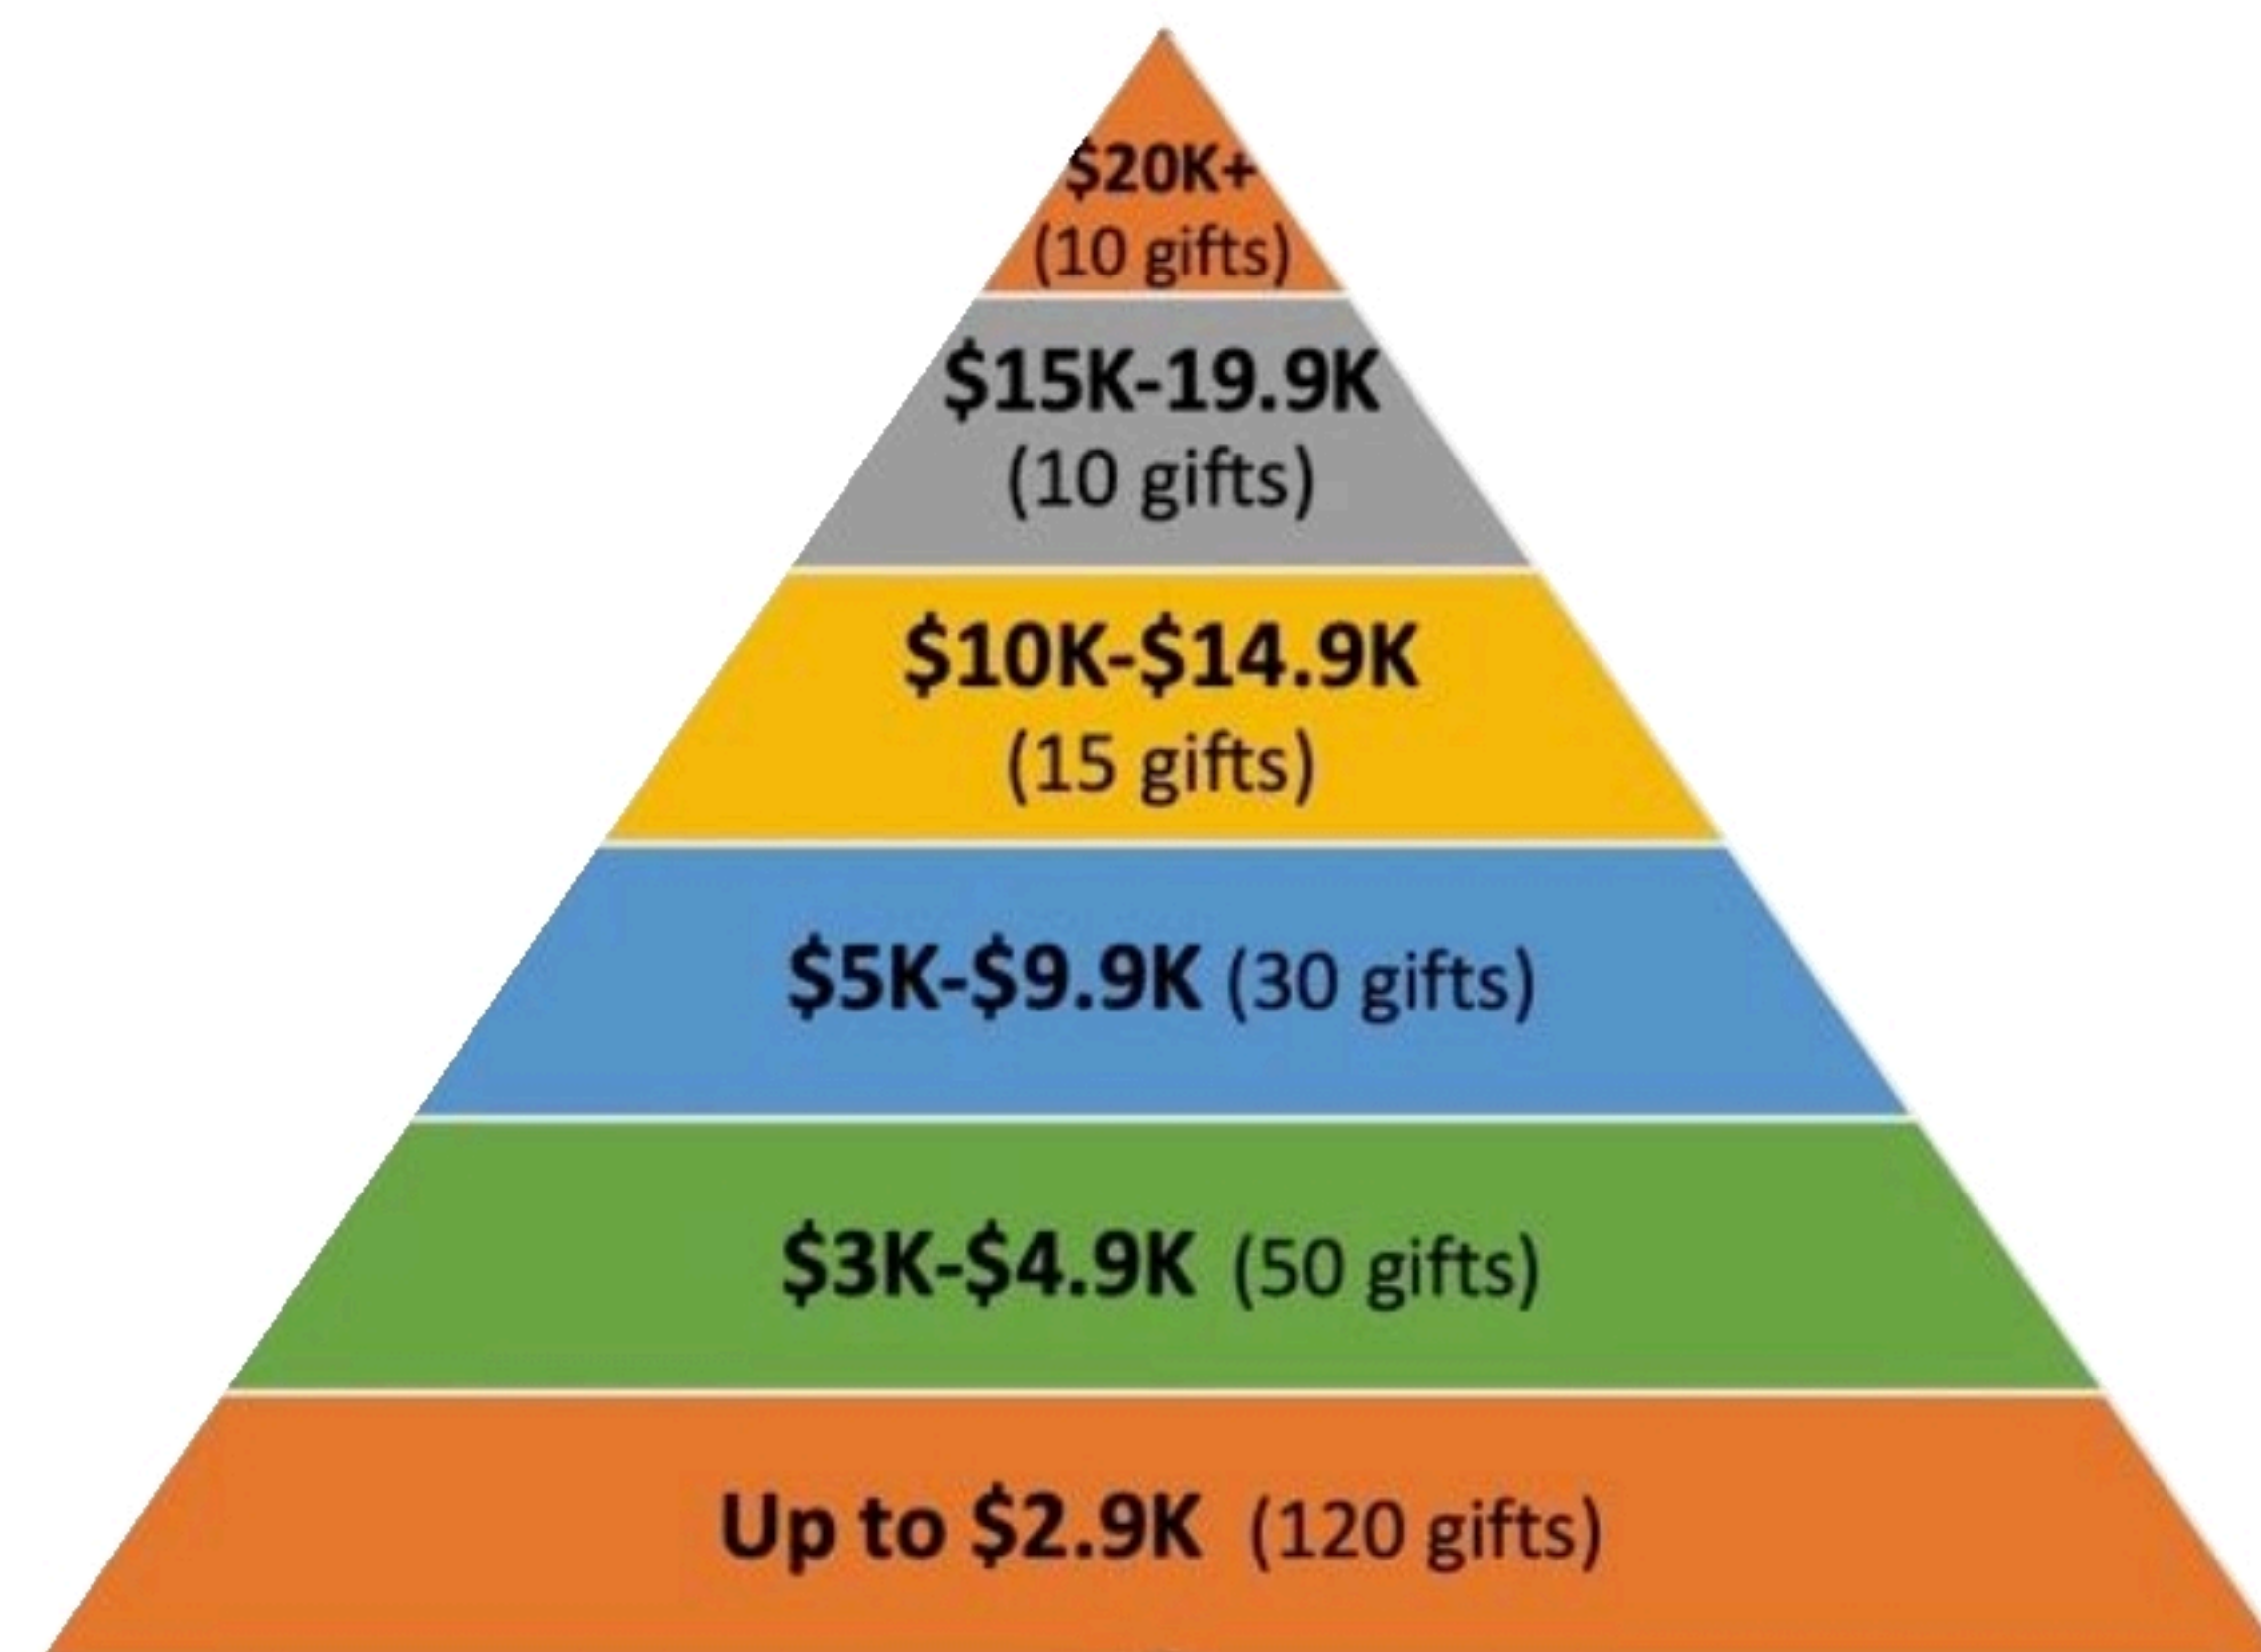 $20K+
(10 gifts)
$15K-19.9K
(10 gifts)
$10K-$14.9K
(15 gifts)
$5K-$9.9K (30 gifts)
$3K-$4.9K (50 gifts)
Up to $2.9K (120 gifts)